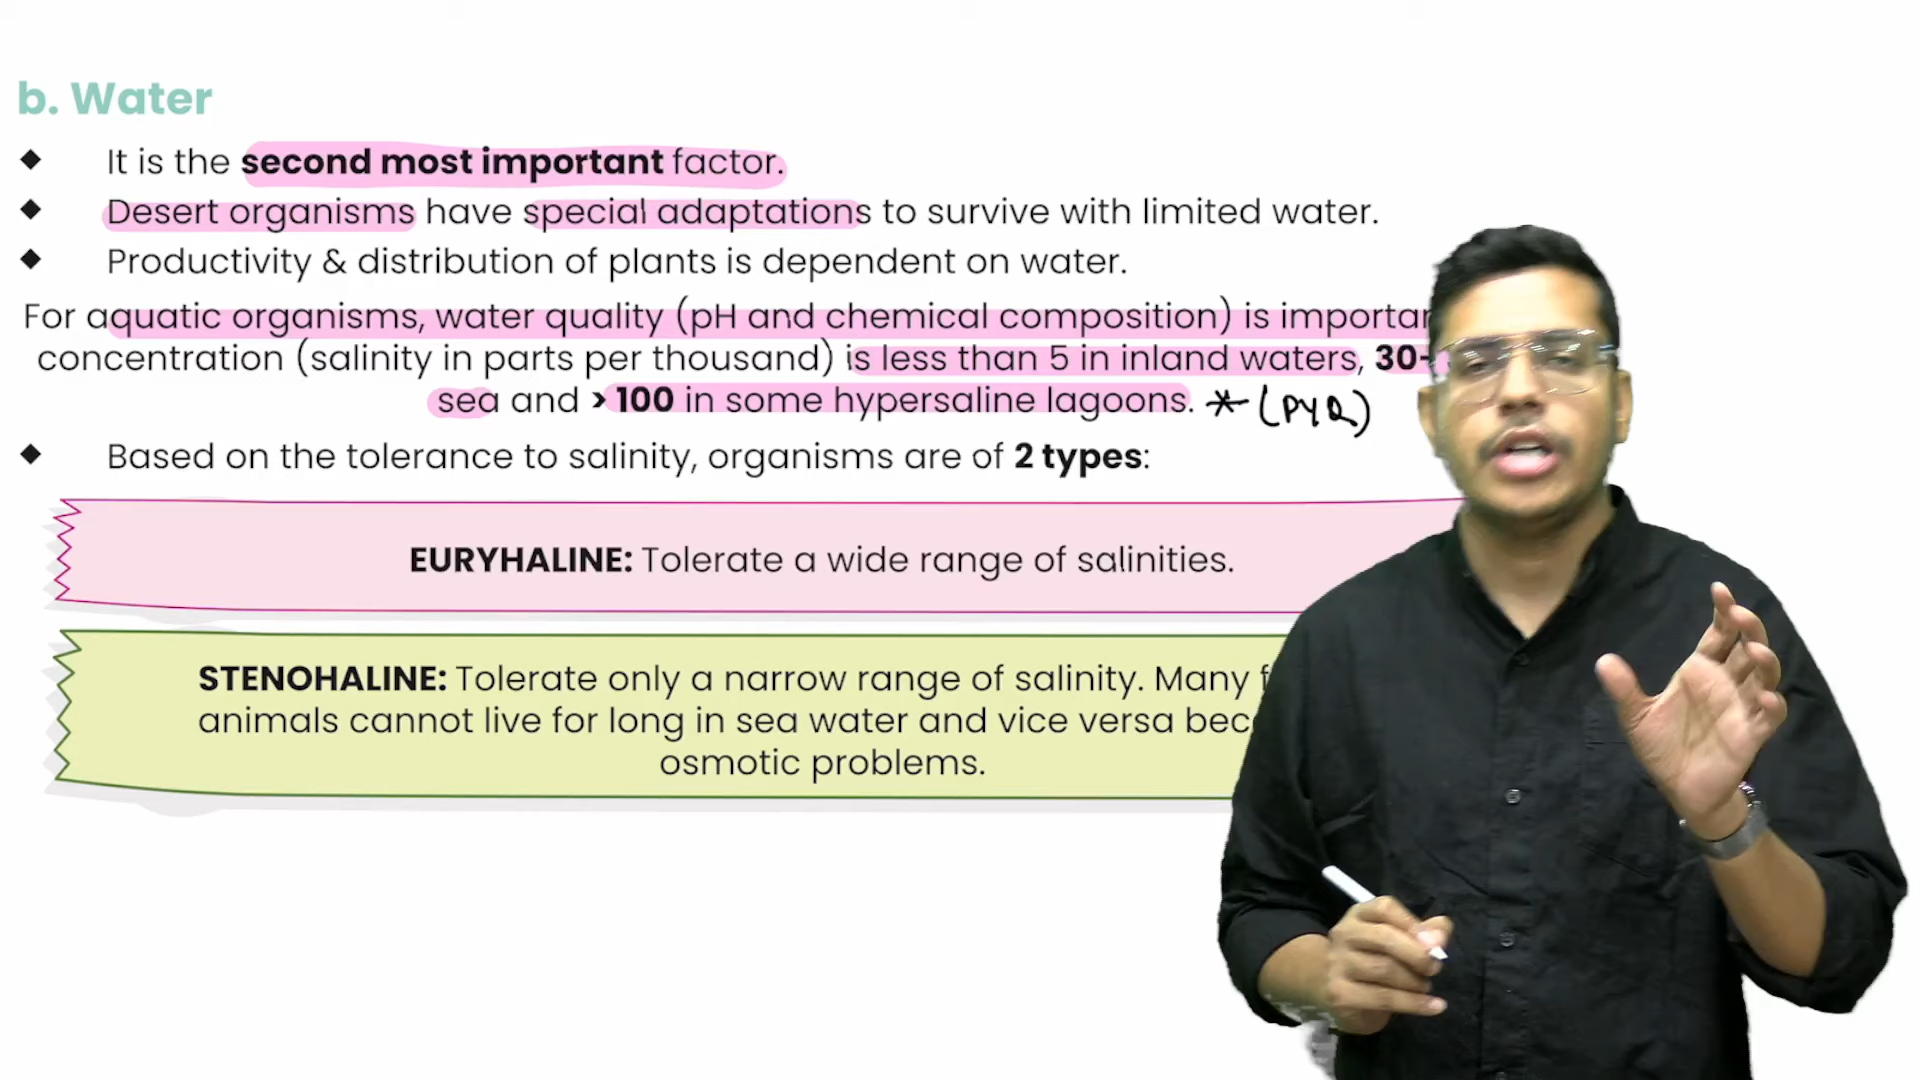 b. Water
◆ It is the second most important factor.
◆ Desert organisms have special adaptations to survive with limited water.
◆ Productivity & distribution of plants is dependent on water.
For aquatic organisms, water quality (pH and chemical composition) is
concentration (salinity in parts per thousand) is less than 5 in inland waters, 30-
sea and > 100 in some hypersaline lagoons. * (PYQ)
◆ Based on the tolerance to salinity, organisms are of 2 types:
EURYHALINE: Tolerate a wide range of salinities.
STENOHALINE: Tolerate only a narrow range of salinity. Many
animals cannot live for long in sea water and vice versa
osmotic problems.